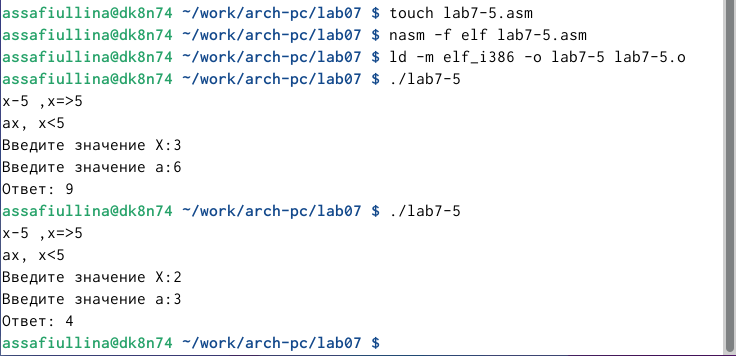 assafiullina@dk8n74 ~/work/arch-pc/lab07 $ touch lab7-5.asm
assafiullina@dk8n74 ~/work/arch-pc/lab07 $ nasm -f elf lab7-5.asm
assafiullina@dk8n74 ~/work/arch-pc/lab07 $ ld -m elf_i386 -o lab7-5 lab7-5.o
assafiullina@dk8n74 ~/work/arch-pc/lab07 $ ./lab7-5
x-5 ,x=>5
ax, x<5
Введите значение X:3
Введите значение a:6
Ответ: 9
assafiullina@dk8n74 ~/work/arch-pc/lab07 $ ./lab7-5
x-5 ,x=>5
ax, x<5
Введите значение X:2
Введите значение a:3
Ответ: 4
assafiullina@dk8n74 ~/work/arch-pc/lab07 $